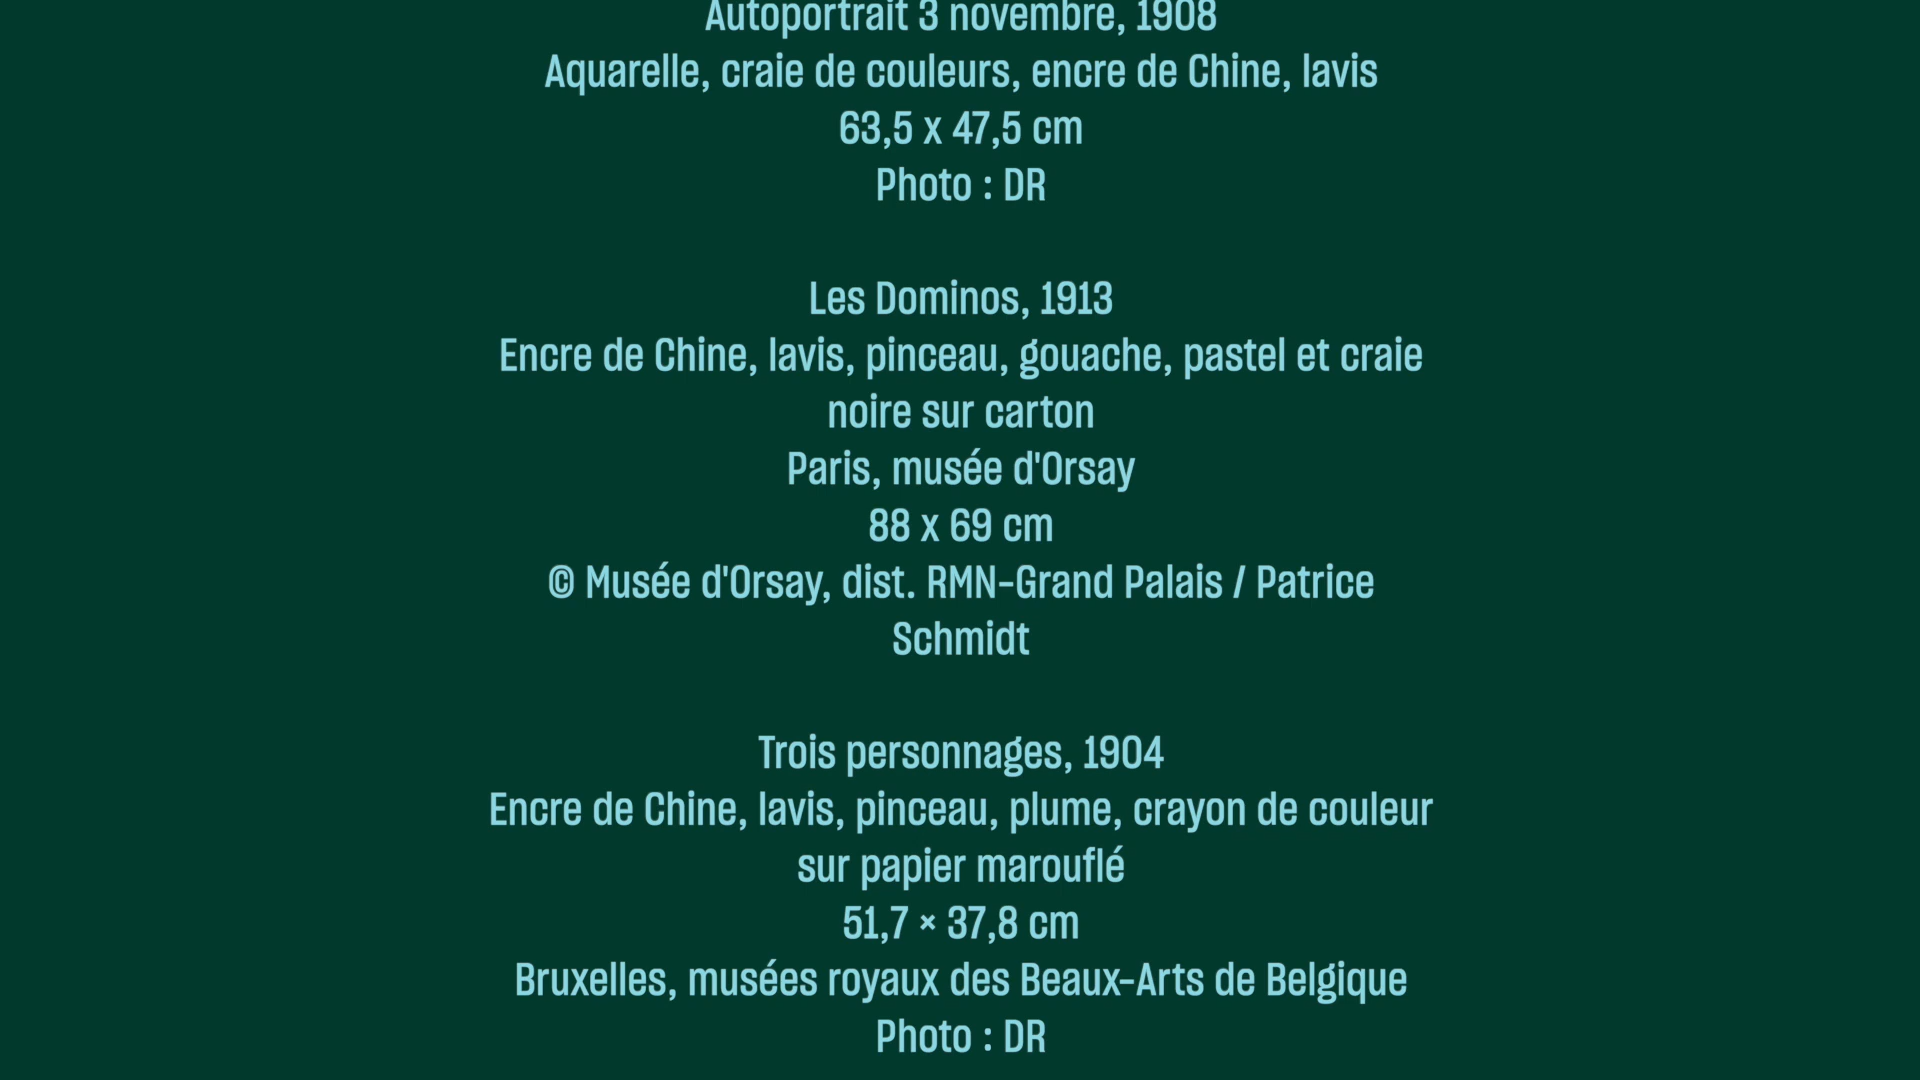 Autoportrait 3 novembre, 1908
Aquarelle, craie de couleurs, encre de Chine, lavis
63,5 x 47,5 cm
Photo : DR
Les Dominos, 1913
Encre de Chine, lavis, pinceau, gouache, pastel et craie
noire sur carton
Paris, musée d'Orsay
88 x 69 cm
© Musée d'Orsay, dist. RMN-Grand Palais / Patrice
Schmidt
Trois personnages, 1904
Encre de Chine, lavis, pinceau, plume, crayon de couleur
sur papier marouflé
51,7 × 37,8 cm
Bruxelles, musées royaux des Beaux-Arts de Belgique
Photo : DR